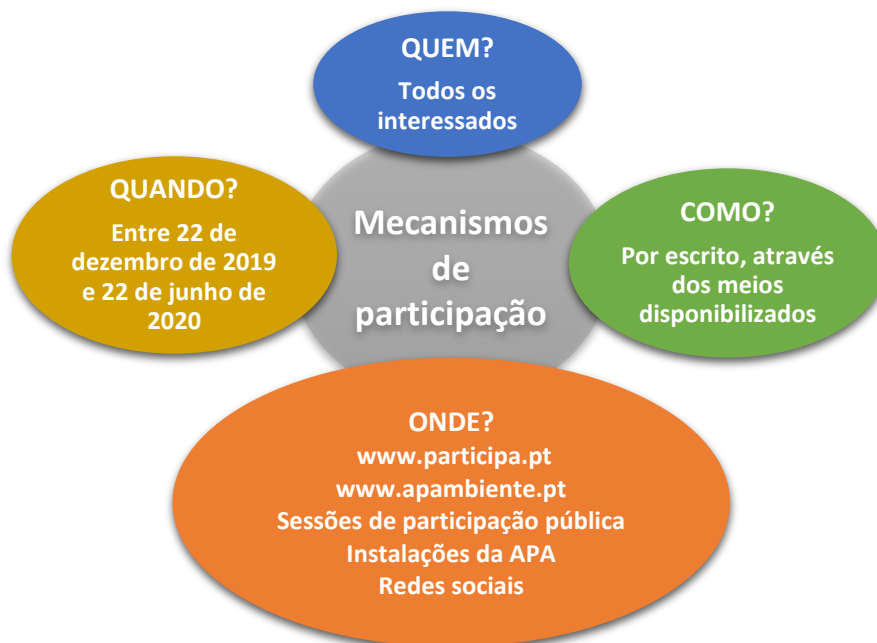 QUEM?
Todos os
interessados
QUANDO?
Entre 22 de
dezembro de 2019
e 22 de junho de
2020
Mecanismos
de
participação
COMO?
Por escrito, através
dos meios
disponibilizados
ONDE?
www.participa.pt
www.apambiente.pt
Sessões de participação pública
Instalações da APA
Redes sociais